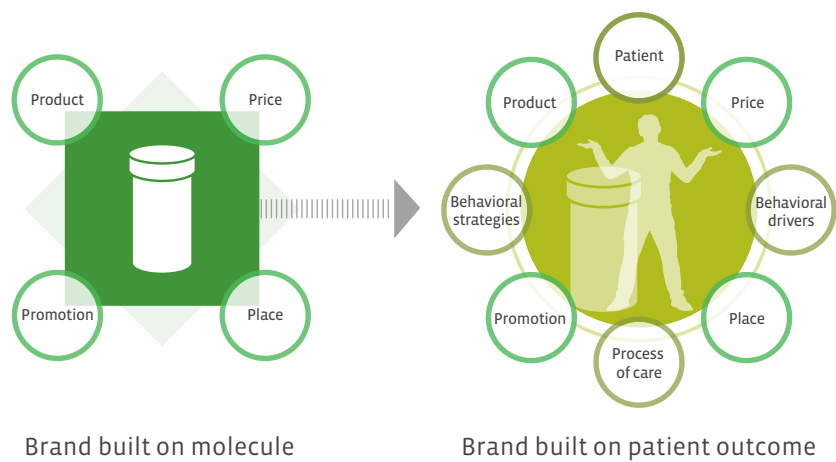 Product
Price
Promotion
Place
Brand built on molecule
Patient
Product
Price
Behavioral
strategies
Behavioral
drivers
Promotion
Place
Process
of care
Brand built on patient outcome